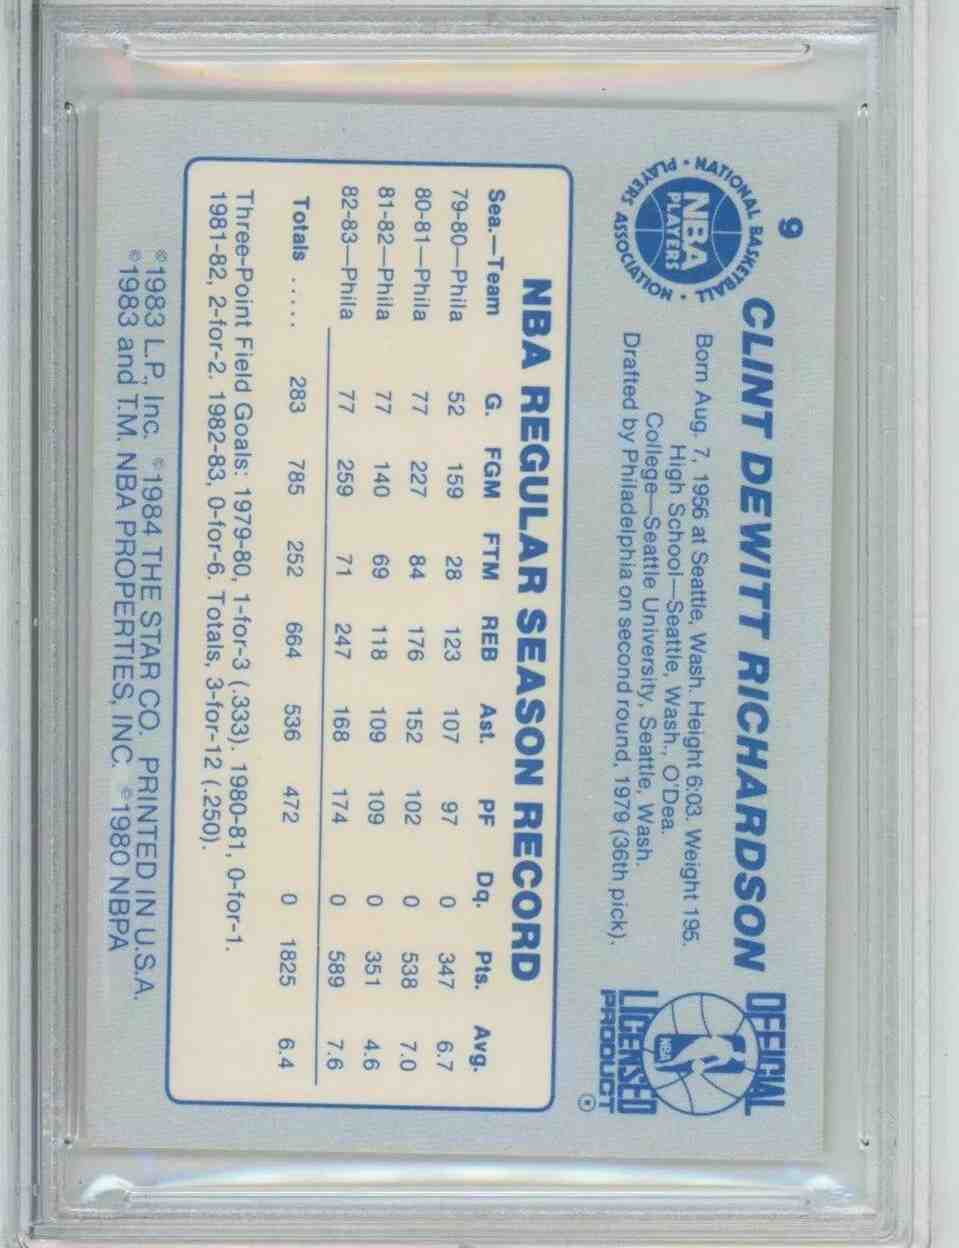 9
NATIONAL BASKETBALL
PLAYERS ASSOCIATION
NBA
PLAYERS
CLINT DEWITT RICHARDSON
Born Aug. 7, 1956 at Seattle, Wash. Height 6:03. Weight 195.
High School—Seattle, Wash., O'Dea.
College—Seattle University, Seattle, Wash.
Drafted by Philadelphia on second round, 1979 (36th pick).
OFFICIAL
NBA
LICENSED
PRODUCT
®
NBA REGULAR SEASON RECORD
Sea.—Team G. FGM FTM REB Ast. PF Dq. Pts. Avg.
79-80—Phila 52 159 28 123 107 97 0 347 6.7
80-81—Phila 77 227 84 176 152 102 0 538 7.0
81-82—Phila 77 140 69 118 109 109 0 351 4.6
82-83—Phila 77 259 71 247 168 174 0 589 7.6
Totals ..... 283 785 252 664 536 472 0 1825 6.4
Three-Point Field Goals: 1979-80, 1-for-3 (.333). 1980-81, 0-for-1.
1981-82, 2-for-2. 1982-83, 0-for-6. Totals, 3-for-12 (.250).
©1983 L.P., Inc. ©1984 THE STAR CO. PRINTED IN U.S.A.
©1983 and T.M. NBA PROPERTIES, INC. ©1980 NBPA